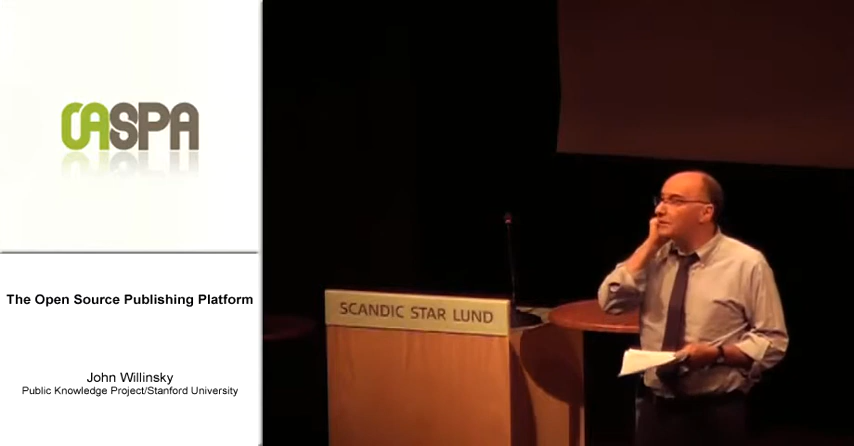 OASPA
The Open Source Publishing Platform
John Willinsky
Public Knowledge Project/Stanford University
SCANDIC STAR LUND